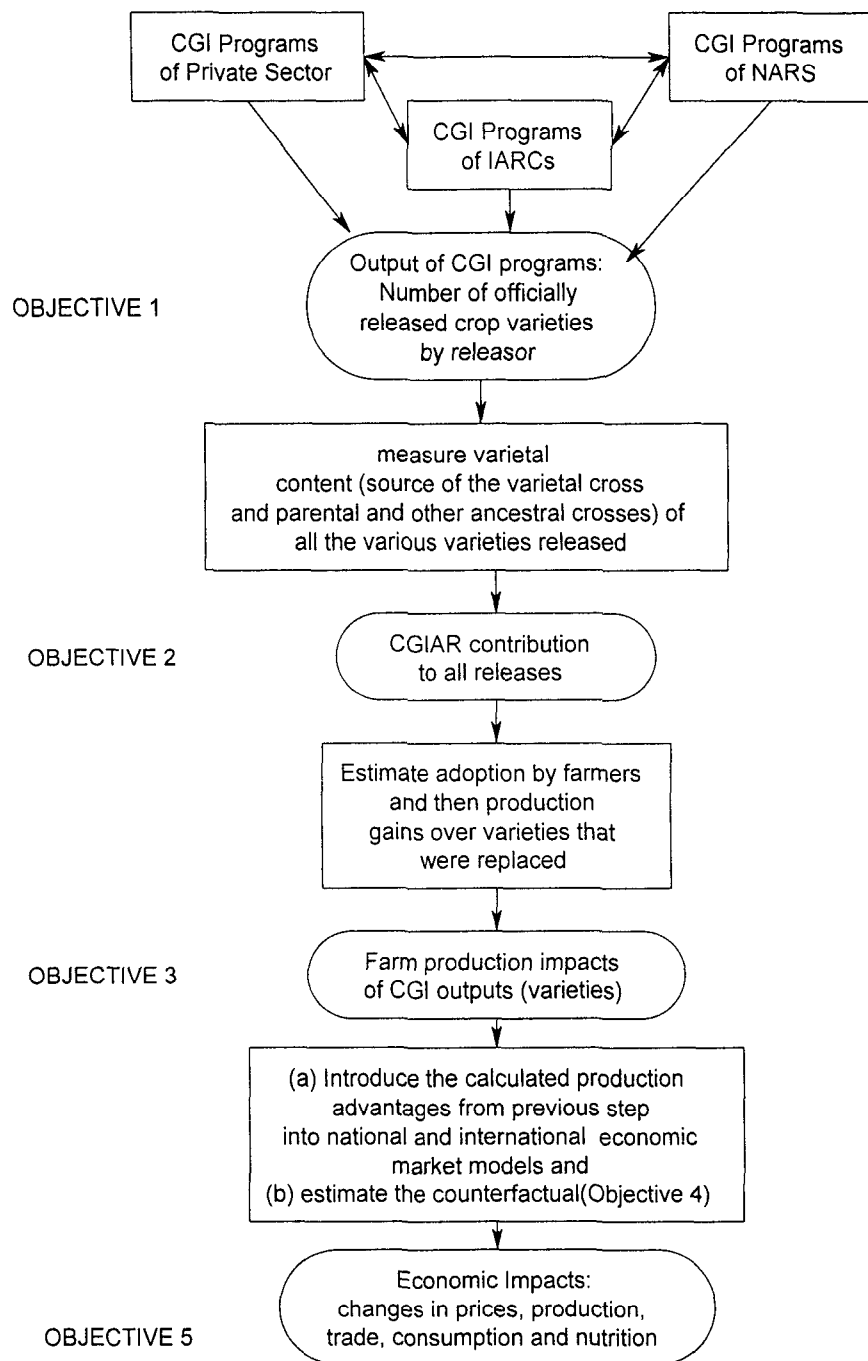 CGI Programs
of Private Sector
CGI Programs
of NARS
CGI Programs
of IARCs
Output of CGI programs:
Number of officially
released crop varieties
by releasor
OBJECTIVE 1
measure varietal
content (source of the varietal cross
and parental and other ancestral crosses) of
all the various varieties released
OBJECTIVE 2
CGIAR contribution
to all releases
Estimate adoption by farmers
and then production
gains over varieties that
were replaced
OBJECTIVE 3
Farm production impacts
of CGI outputs (varieties)
(a) Introduce the calculated production
advantages from previous step
into national and international economic
market models and
(b) estimate the counterfactual(Objective 4)
Economic Impacts:
changes in prices, production,
trade, consumption and nutrition
OBJECTIVE 5